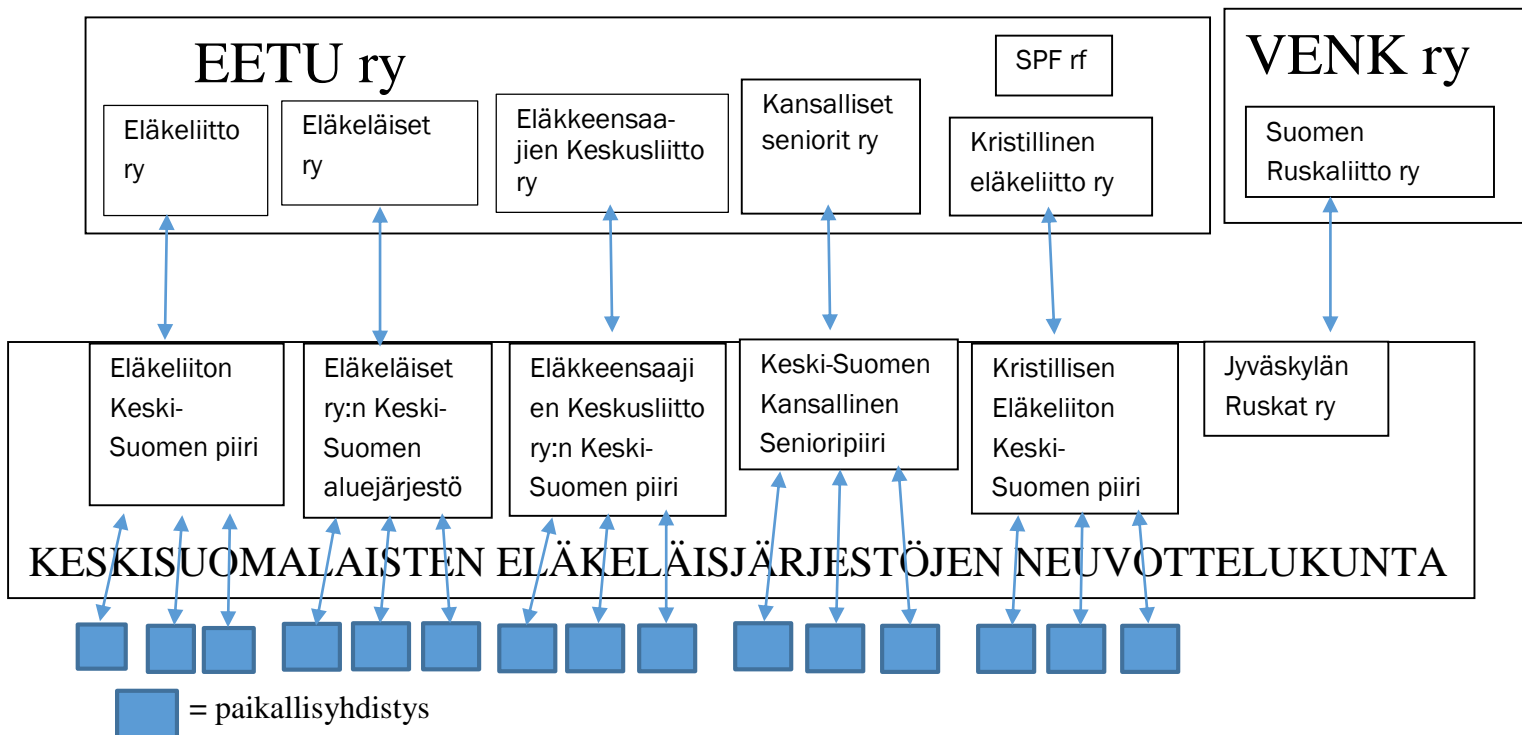 EETU ry
SPF rf
VENK ry
Eläkeliitto
ry
Eläkeläiset
ry
Eläkkeensaa-
jien Keskusliitto
ry
Kansalliset
seniorit ry
Kristillinen
eläkeliitto ry
Suomen
Ruskaliitto ry
Eläkeliiton
Keski-
Suomen piiri
Eläkeläiset
ry:n Keski-
Suomen
aluejärjestö
Eläkkeensaaji
en Keskusliitto
ry:n Keski-
Suomen piiri
Keski-Suomen
Kansallinen
Senioripiiri
Kristillisen
Eläkeliiton
Keski-
Suomen piiri
Jyväskylän
Ruskat ry
KESKISUOMALAISTEN ELÄKELÄISJÄRJESTÖJEN NEUVOTTELUKUNTA
= paikallisyhdistys